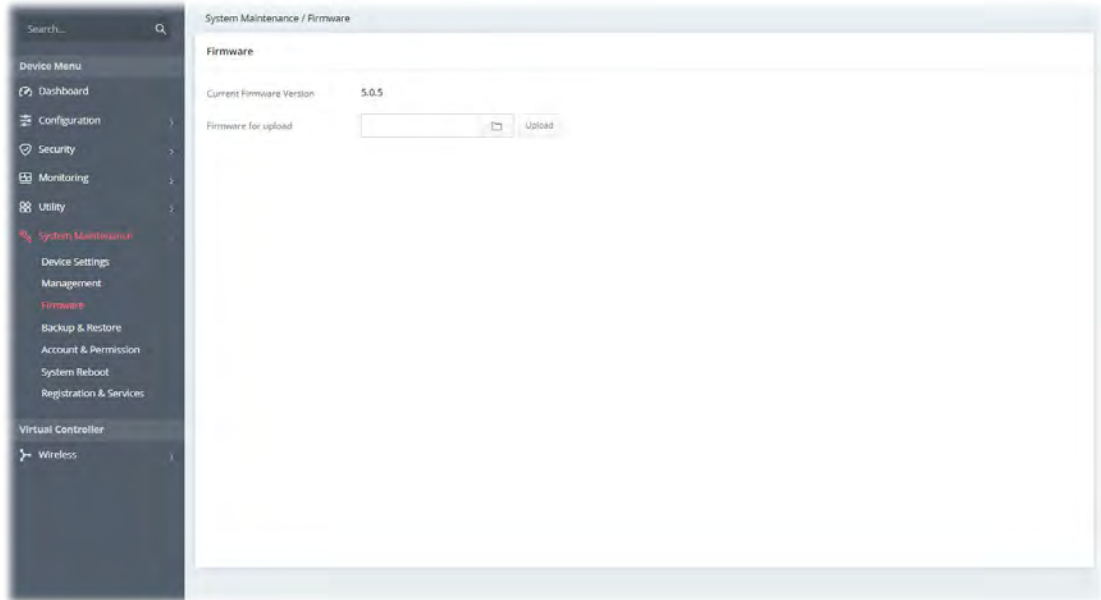 Search...
Device Menu
Dashboard
Configuration
Security
Monitoring
Utility
System Maintenance
Device Settings
Management
Firmware
Backup & Restore
Account & Permission
System Reboot
Registration & Services
Virtual Controller
Wireless
System Maintenance / Firmware
Firmware
Current Firmware Version 5.0.5
Firmware for upload Upload